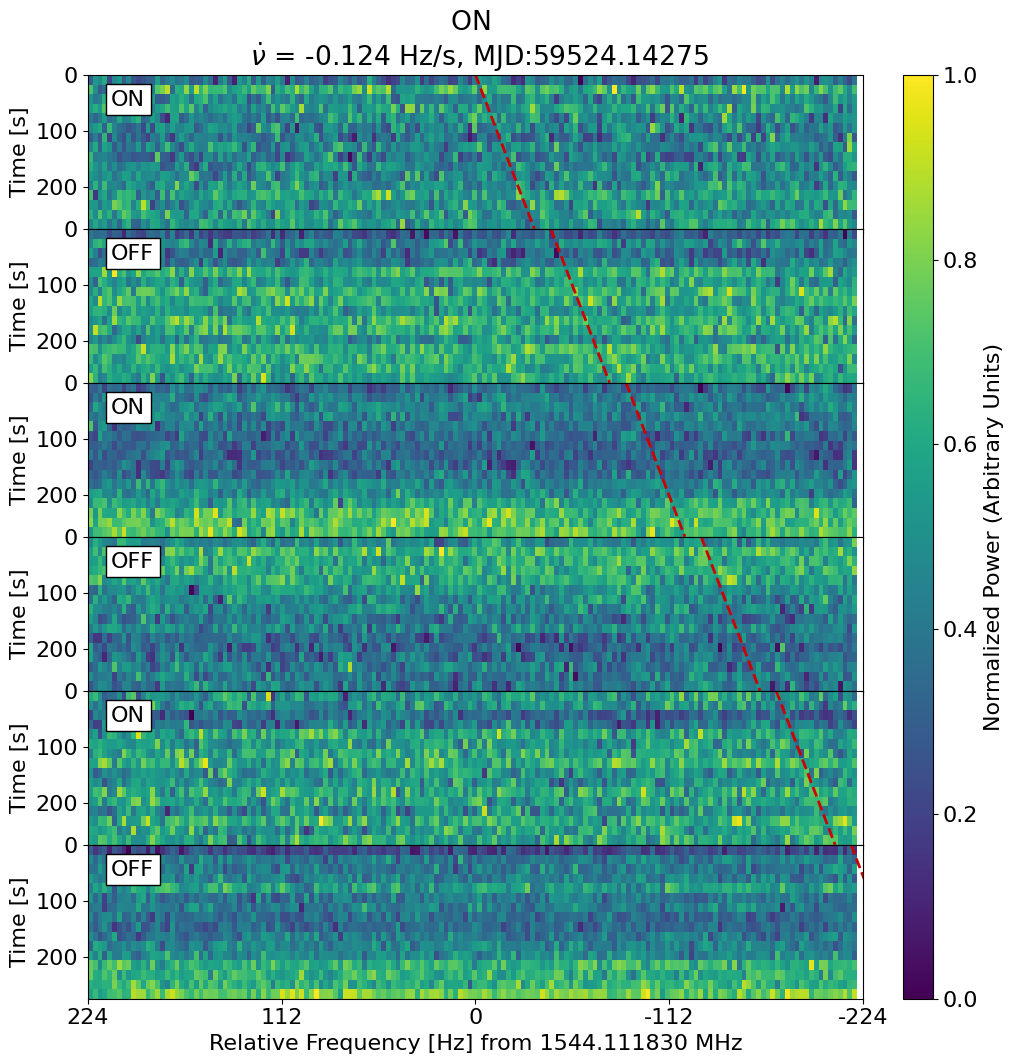 ON
ν̇ = -0.124 Hz/s, MJD:59524.14275
0
ON
100
200
Time [s]
0
OFF
100
200
Time [s]
0
ON
100
200
Time [s]
0
OFF
100
200
Time [s]
0
ON
100
200
Time [s]
0
OFF
100
200
Time [s]
224 112 0 -112 -224
Relative Frequency [Hz] from 1544.111830 MHz
1.0
0.8
0.6
0.4
0.2
0.0
Normalized Power (Arbitrary Units)